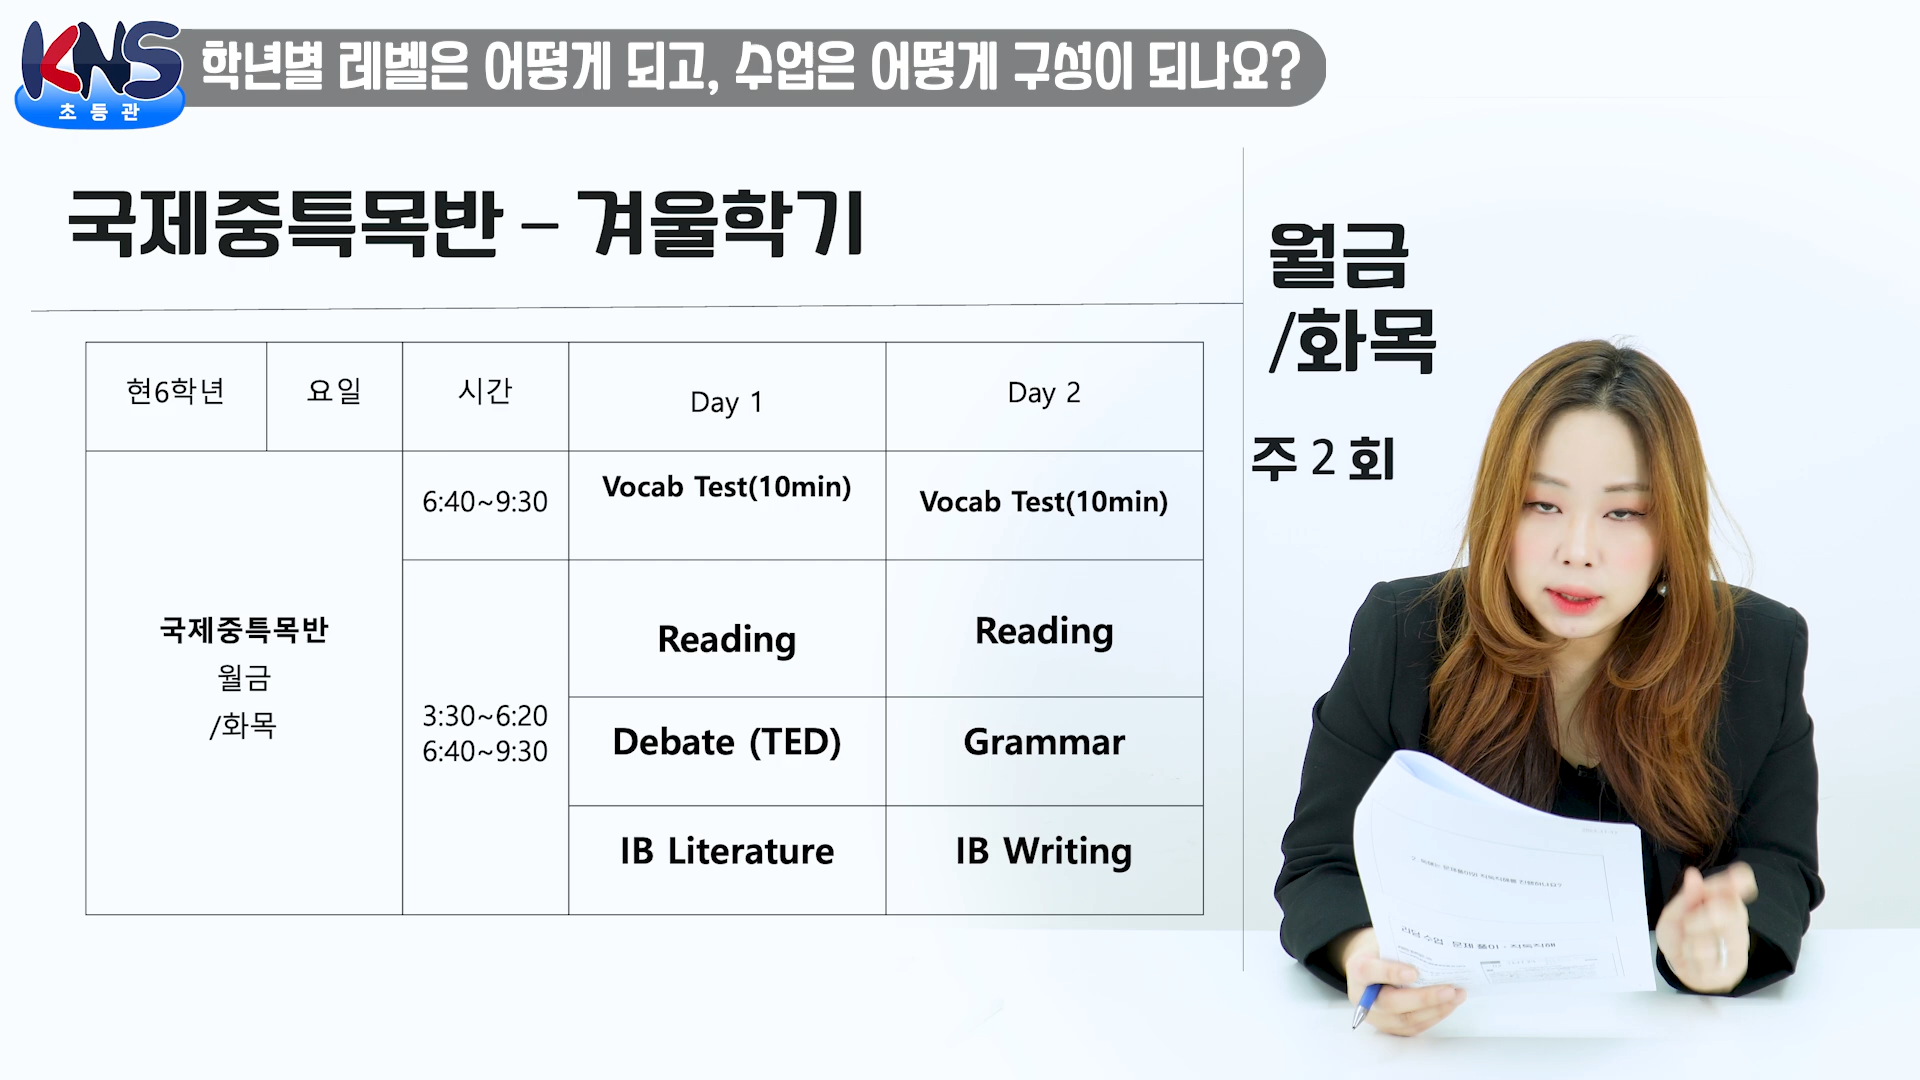 KNS
초등관
학년별 레벨은 어떻게 되고, 수업은 어떻게 구성이 되나요?
국제중특목반 – 겨울학기
월금
/화목
주 2 회
현6학년 요일 시간 Day 1 Day 2
6:40~9:30 Vocab Test(10min) Vocab Test(10min)
국제중특목반
월금
/화목
3:30~6:20
6:40~9:30
Reading Reading
Debate (TED) Grammar
IB Literature IB Writing